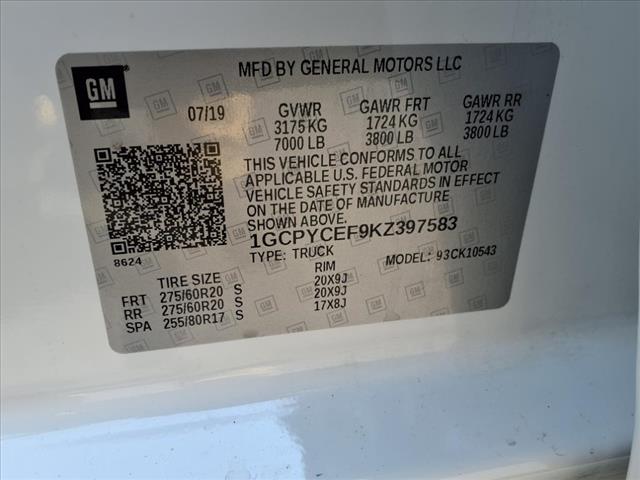 GM
MFD BY GENERAL MOTORS LLC
07/19 GVWR GAWR FRT GAWR RR
3175 KG 1724 KG 1724 KG
7000 LB 3800 LB 3800 LB
THIS VEHICLE CONFORMS TO ALL
APPLICABLE U.S. FEDERAL MOTOR
VEHICLE SAFETY STANDARDS IN EFFECT
ON THE DATE OF MANUFACTURE
SHOWN ABOVE.
8624
1GCPYCEF9KZ397583
TYPE: TRUCK MODEL: 93CK10543
TIRE SIZE RIM
FRT 275/60R20 S 20X9J
RR 275/60R20 S 20X9J
SPA 255/80R17 S 17X8J